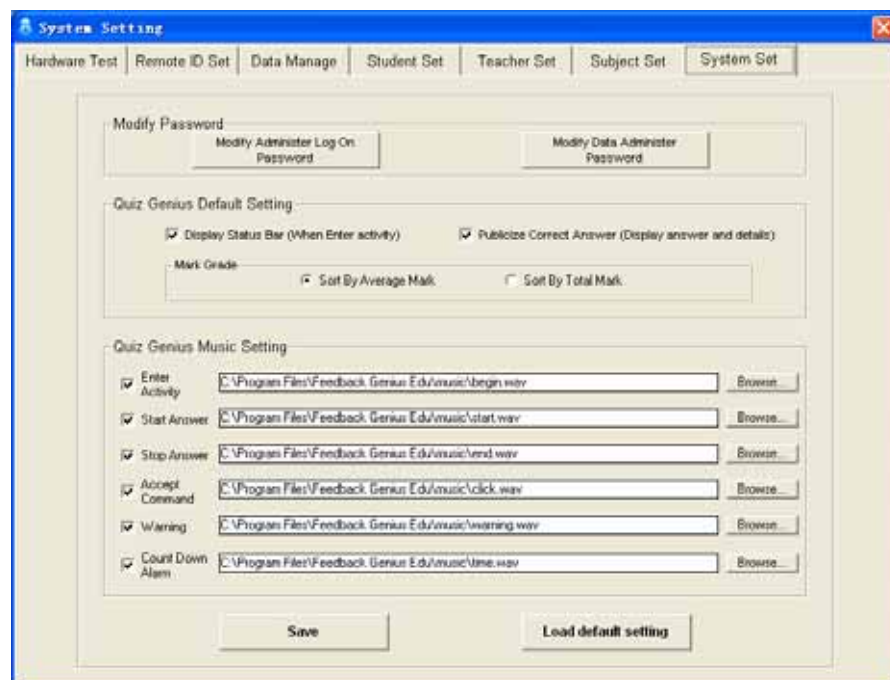 System Setting
Hardware Test Remote ID Set Data Manage Student Set Teacher Set Subject Set System Set
Modify Password
Modify Administer Log On
Password
Modify Data Administer
Password
Quiz Genius Default Setting
Display Status Bar (When Enter activity) Publicize Correct Answer (Display answer and details)
Mark Grade
Sort By Average Mark Sort By Total Mark
Quiz Genius Music Setting
Enter
Activity
C:\Program Files\Feedback Genius Edu\music\begin.wav Browse...
Start Answer C:\Program Files\Feedback Genius Edu\music\start.wav Browse...
Stop Answer C:\Program Files\Feedback Genius Edu\music\end.wav Browse...
Accept
Command
C:\Program Files\Feedback Genius Edu\music\click.wav Browse...
Warning C:\Program Files\Feedback Genius Edu\music\warning.wav Browse...
Count Down
Alarm
C:\Program Files\Feedback Genius Edu\music\time.wav Browse...
Save Load default setting